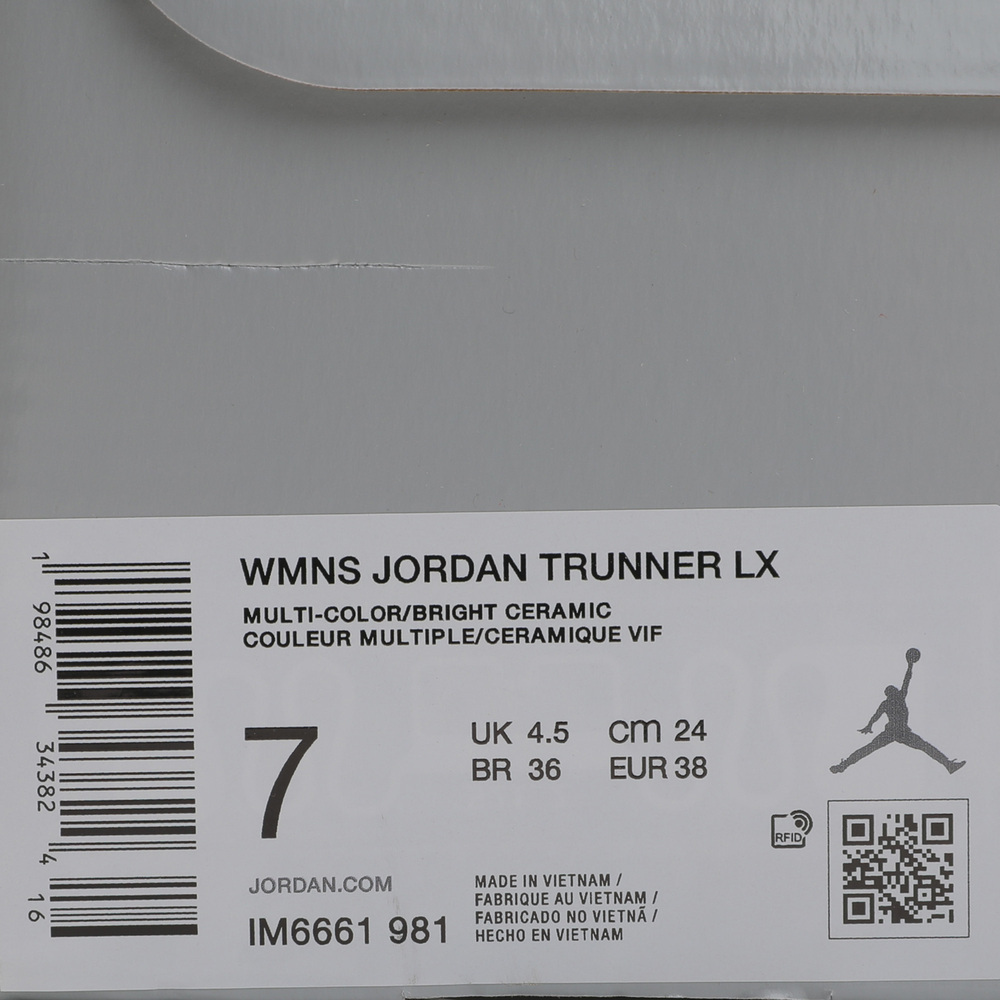 WMNS JORDAN TRUNNER LX
MULTI-COLOR/BRIGHT CERAMIC
COULEUR MULTIPLE/CERAMIQUE VIF
7
UK 4.5
cm 24
BR 36
EUR 38
RFID
JORDAN.COM
IM6661 981
MADE IN VIETNAM /
FABRIQUE AU VIETNAM /
FABRICADO NO VIETNÃ /
HECHO EN VIETNAM
1 98486 34382 4 16